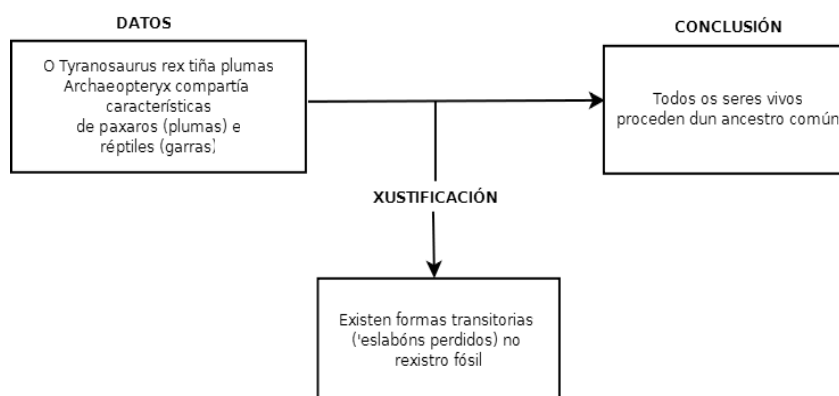 DATOS
O Tyranosaurus rex tiña plumas
Archaeopteryx compartía
características
de paxaros (plumas) e
réptiles (garras)
CONCLUSIÓN
Todos os seres vivos
proceden dun ancestro común
XUSTIFICACIÓN
Existen formas transitorias
('eslabóns perdidos) no
rexistro fósil